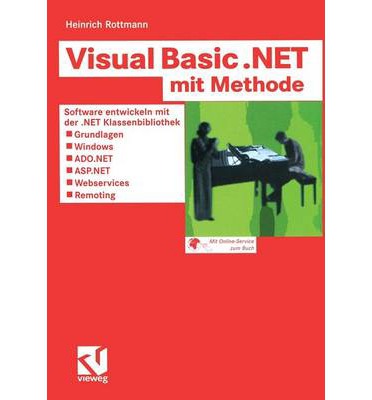 Heinrich Rottmann
Visual Basic .NET
mit Methode
Software entwickeln mit
der .NET Klassenbibliothek
Grundlagen
Windows
ADO.NET
ASP.NET
Webservices
Remoting
Mit Online-Service
zum Buch
vieweg